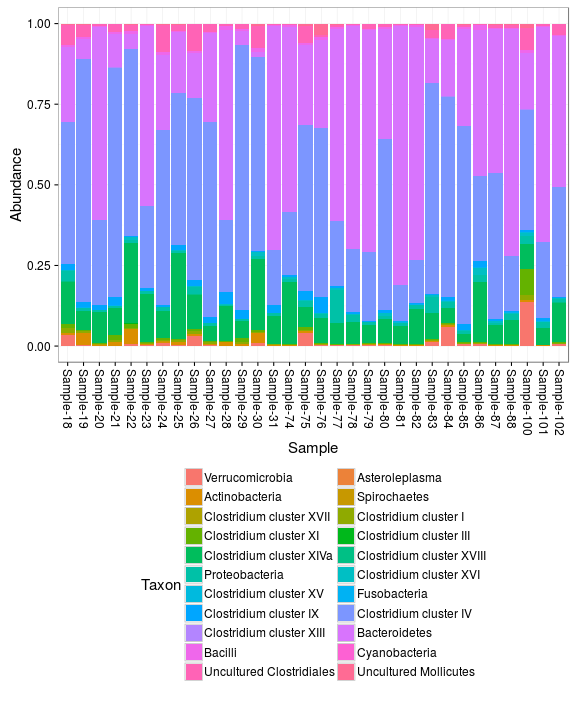 1.00
0.75
0.50
0.25
0.00
Abundance
Sample-18
Sample-19
Sample-20
Sample-21
Sample-22
Sample-23
Sample-24
Sample-25
Sample-26
Sample-27
Sample-28
Sample-29
Sample-30
Sample-31
Sample-74
Sample-75
Sample-76
Sample-77
Sample-78
Sample-79
Sample-80
Sample-81
Sample-82
Sample-83
Sample-84
Sample-85
Sample-86
Sample-87
Sample-88
Sample-100
Sample-101
Sample-102
Sample
Taxon
Verrucomicrobia
Asteroleplasma
Actinobacteria
Spirochaetes
Clostridium cluster XVII
Clostridium cluster I
Clostridium cluster XI
Clostridium cluster III
Clostridium cluster XIVa
Clostridium cluster XVIII
Proteobacteria
Clostridium cluster XVI
Clostridium cluster XV
Fusobacteria
Clostridium cluster IX
Clostridium cluster IV
Clostridium cluster XIII
Bacteroidetes
Bacilli
Cyanobacteria
Uncultured Clostridiales
Uncultured Mollicutes